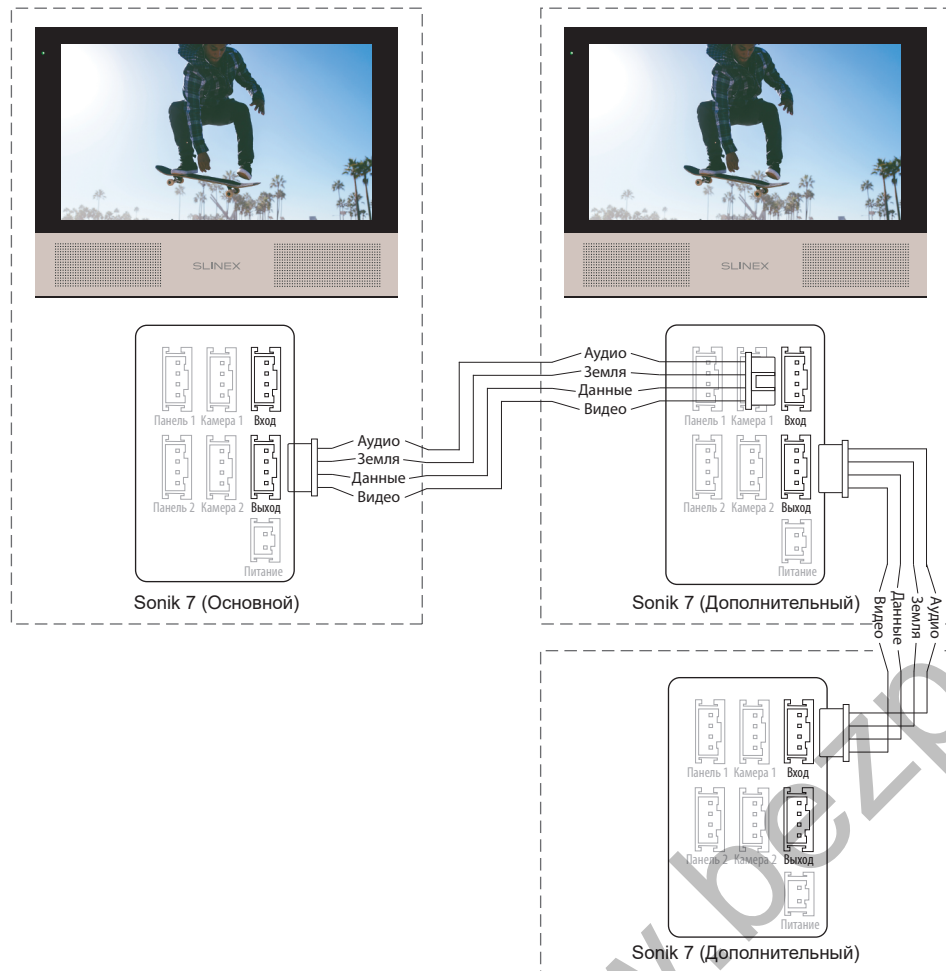 SLINEX
SLINEX
Панель 1 Камера 1 Вход
Панель 2 Камера 2 Выход
Питание
Sonik 7 (Основной)
Аудио
Земля
Данные
Видео
Аудио
Земля
Данные
Видео
Панель 1 Камера 1 Вход
Панель 2 Камера 2 Выход
Питание
Sonik 7 (Дополнительный)
Видео
Данные
Земля
Аудио
Панель 1 Камера 1 Вход
Панель 2 Камера 2 Выход
Питание
Sonik 7 (Дополнительный)